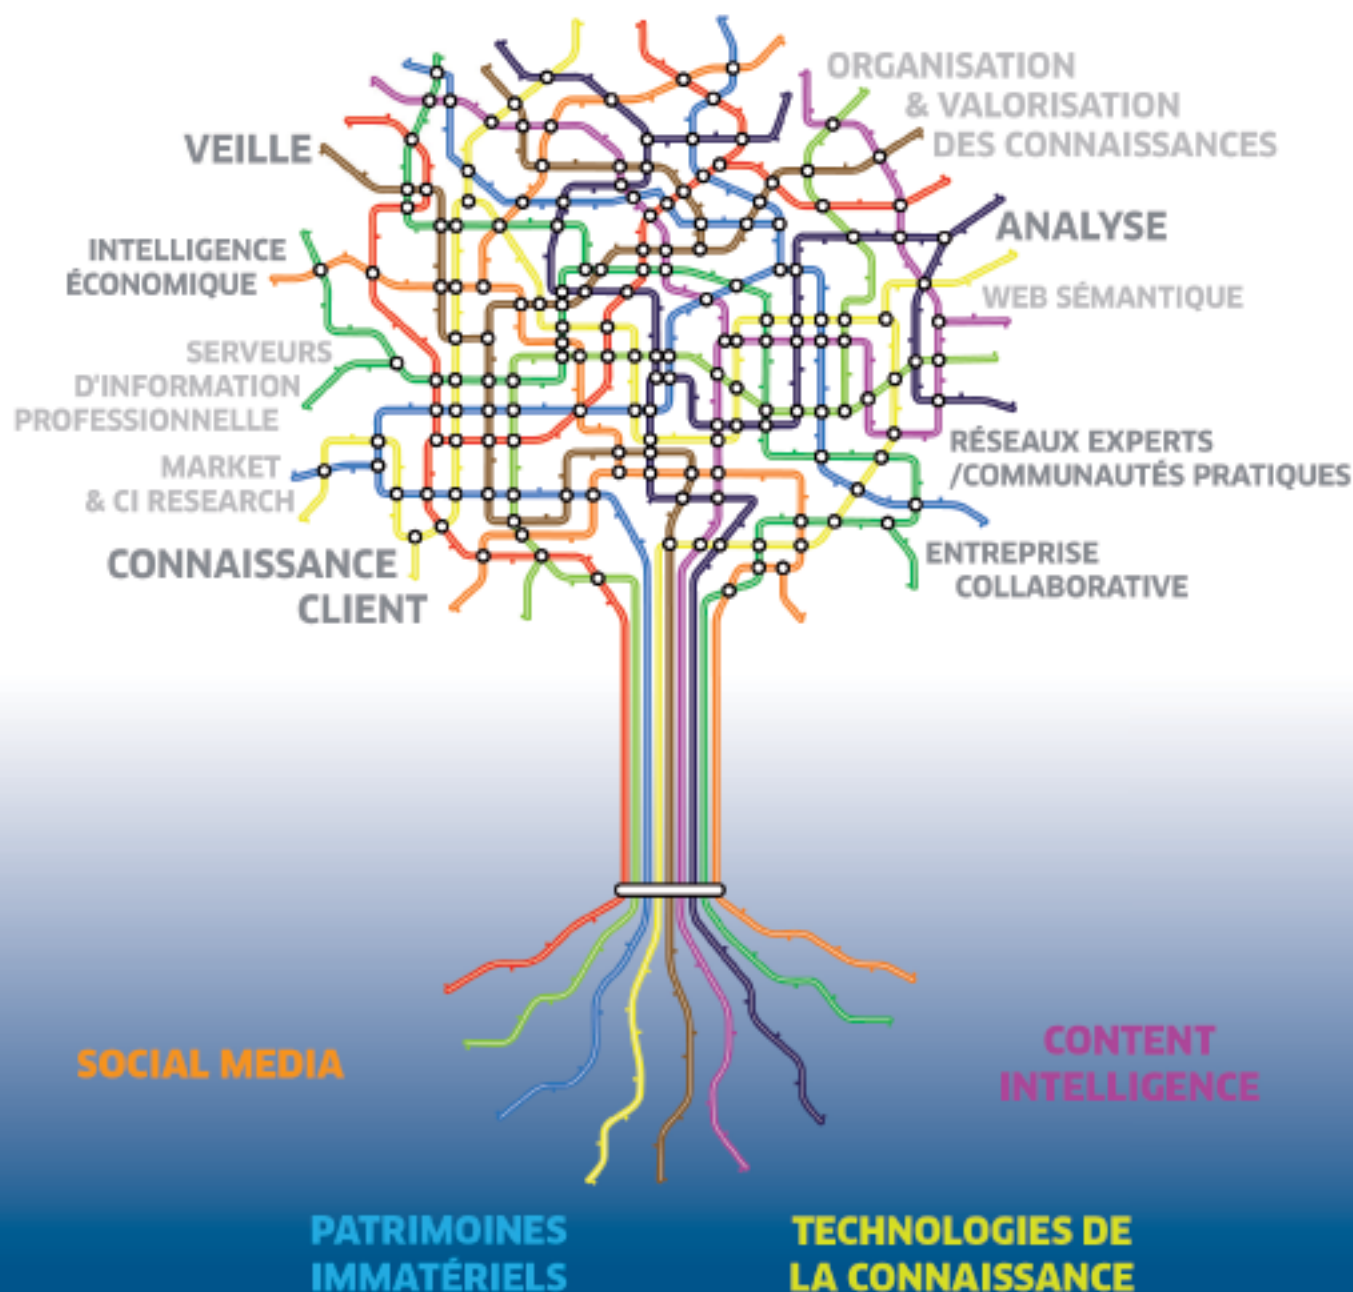 ORGANISATION
& VALORISATION
DES CONNAISSANCES
VEILLE
ANALYSE
INTELLIGENCE
ÉCONOMIQUE
WEB SÉMANTIQUE
SERVEURS
D'INFORMATION
PROFESSIONNELLE
RÉSEAUX EXPERTS
/COMMUNAUTÉS PRATIQUES
MARKET
& CI RESEARCH
CONNAISSANCE
CLIENT
ENTREPRISE
COLLABORATIVE
SOCIAL MEDIA
CONTENT
INTELLIGENCE
PATRIMOINES
IMMATÉRIELS
TECHNOLOGIES DE
LA CONNAISSANCE